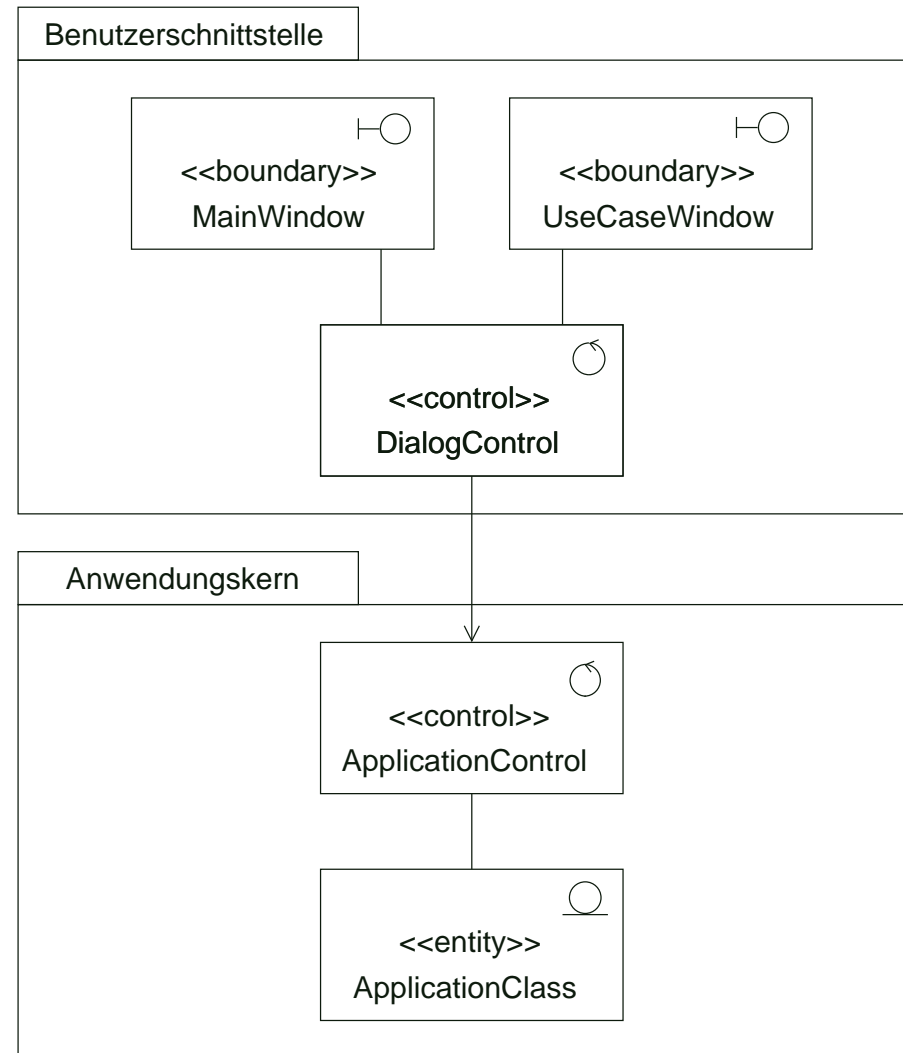 Benutzerschnittstelle
<<boundary>>
MainWindow
<<boundary>>
UseCaseWindow
<<control>>
DialogControl
Anwendungskern
<<control>>
ApplicationControl
<<entity>>
ApplicationClass